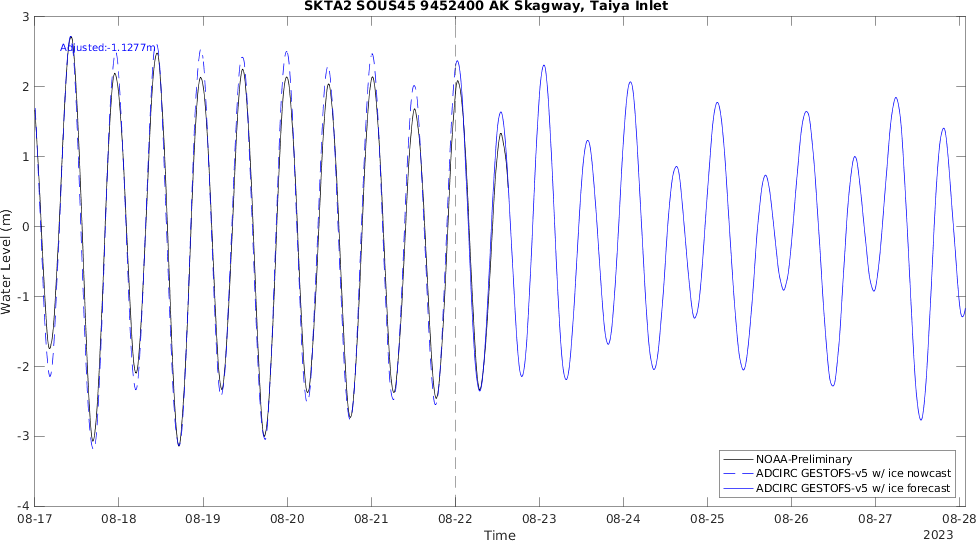 SKTA2 SOUS45 9452400 AK Skagway, Taiya Inlet
Adjusted:-1.1277m
3
2
1
0
-1
-2
-3
-4
Water Level (m)
NOAA-Preliminary
ADCIRC GESTOFS-v5 w/ ice nowcast
ADCIRC GESTOFS-v5 w/ ice forecast
08-17 08-18 08-19 08-20 08-21 08-22 08-23 08-24 08-25 08-26 08-27 08-28
Time
2023